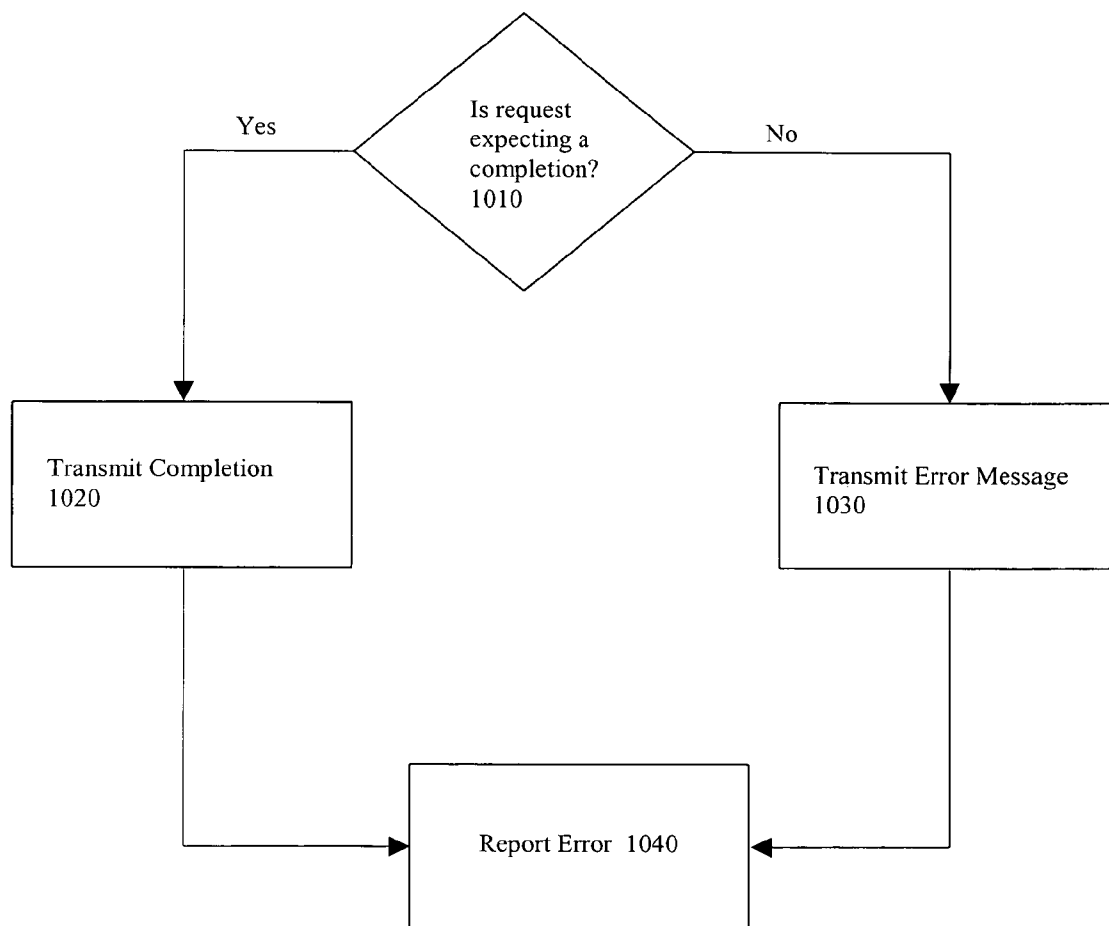 Is request
expecting a
completion?
1010
Yes
No
Transmit Completion
1020
Transmit Error Message
1030
Report Error 1040